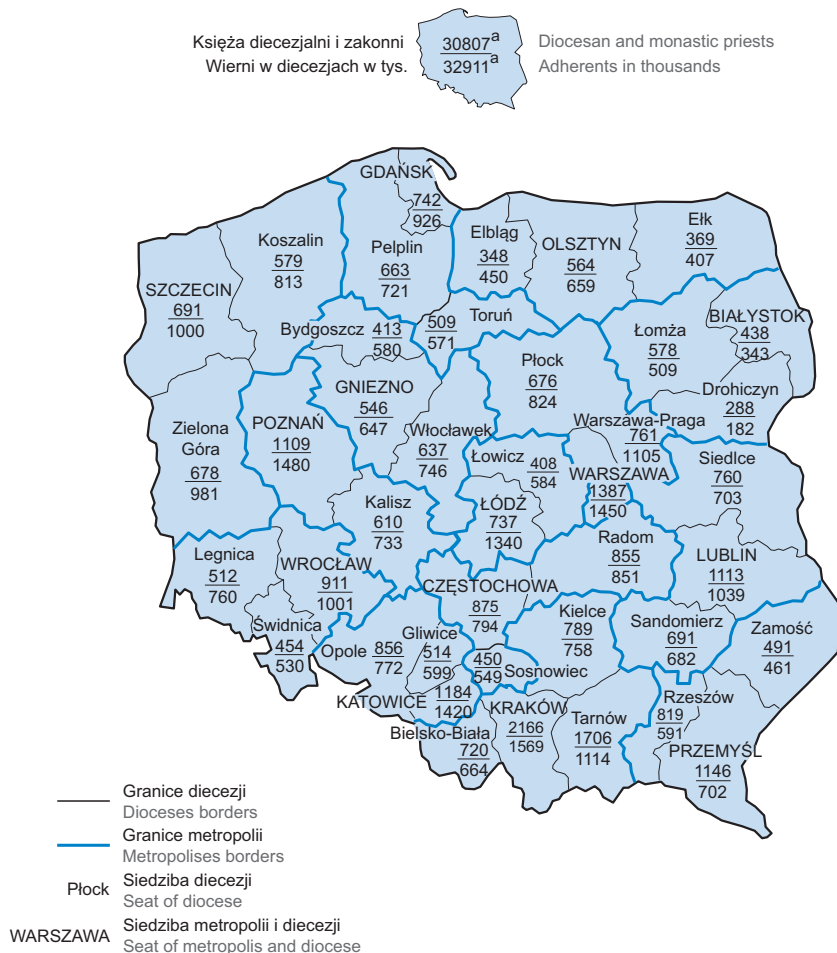 Księża diecezjalni i zakonni 30807a Diocesan and monastic priests
Wierni w diecezjach w tys. 32911a Adherents in thousands
GDAŃSK
742
926
Koszalin
579
813
Pelplin
663
721
Elbląg
348
450
OLSZTYN
564
659
Ełk
369
407
SZCZECIN
691
1000
Bydgoszcz
413
580
Toruń
509
571
Łomża
578
509
BIAŁYSTOK
438
343
Płock
676
824
Drohiczyn
288
182
GNIEZNO
546
647
Zielona
Góra
678
981
POZNAŃ
1109
1480
Włocławek
637
746
Warszawa-Praga
761
1105
Łowicz
408
584
WARSZAWA
1387
1450
Siedlce
760
703
Kalisz
610
733
ŁÓDŹ
737
1340
Radom
855
851
LUBLIN
1113
1039
Legnica
512
760
WROCŁAW
911
1001
CZĘSTOCHOWA
875
794
Kielce
789
758
Sandomierz
691
682
Zamość
491
461
Świdnica
454
530
Opole
856
772
Gliwice
514
599
Sosnowiec
450
549
KATOWICE
1184
1420
KRAKÓW
2166
1569
Tarnów
1706
1114
Rzeszów
819
591
Bielsko-Biała
720
664
PRZEMYŚL
1146
702
Granice diecezji
Dioceses borders
Granice metropolii
Metropolises borders
Płock Siedziba diecezji
Seat of diocese
WARSZAWA Siedziba metropolii i diecezji
Seat of metropolis and diocese